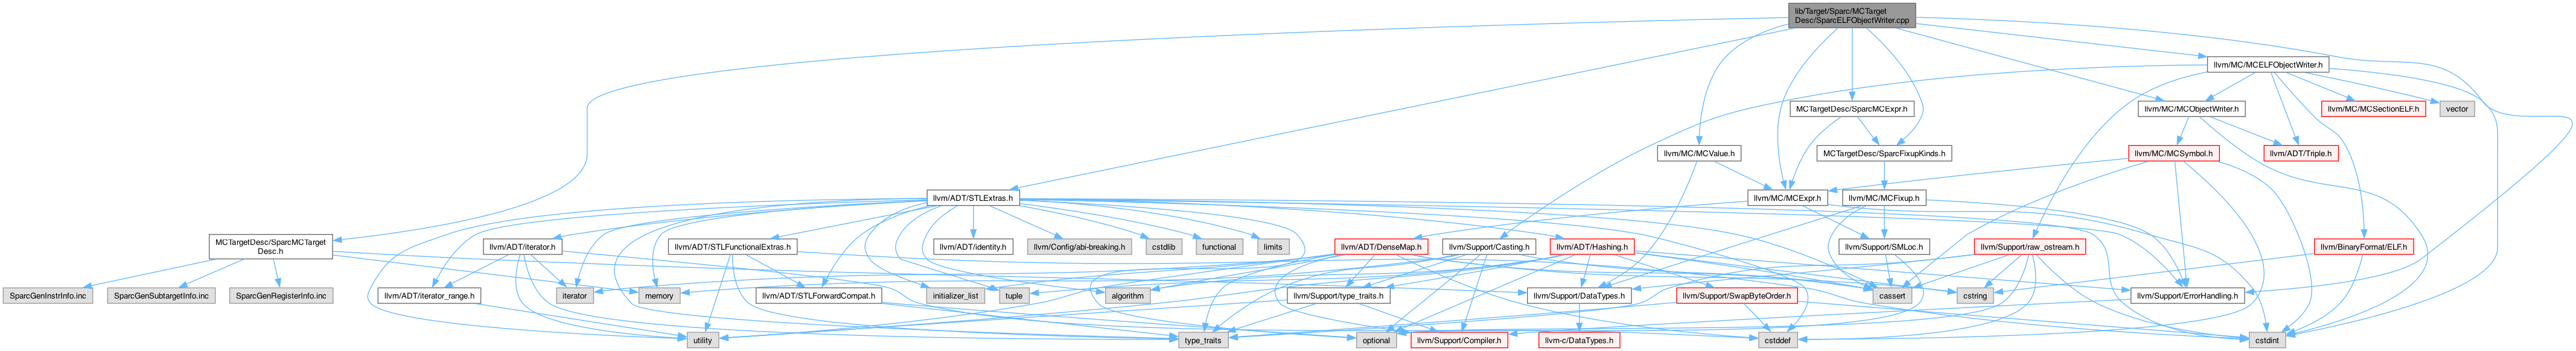 lib/Target/Sparc/MCTarget
Desc/SparcELFObjectWriter.cpp
llvm/MC/MCELFObjectWriter.h
MCTargetDesc/SparcMCExpr.h
llvm/MC/MCObjectWriter.h
llvm/MC/MCSectionELF.h
vector
llvm/MC/MCValue.h
MCTargetDesc/SparcFixupKinds.h
llvm/MC/MCSymbol.h
llvm/ADT/Triple.h
llvm/ADT/STLExtras.h
llvm/MC/MCExpr.h
llvm/MC/MCFixup.h
MCTargetDesc/SparcMCTarget
Desc.h
llvm/ADT/iterator.h
llvm/ADT/STLFunctionalExtras.h
llvm/ADT/identity.h
llvm/Config/abi-breaking.h
cstdlib
functional
limits
llvm/ADT/DenseMap.h
llvm/Support/Casting.h
llvm/ADT/Hashing.h
llvm/Support/SMLoc.h
llvm/Support/raw_ostream.h
llvm/BinaryFormat/ELF.h
SparcGenInstrInfo.inc
SparcGenSubtargetInfo.inc
SparcGenRegisterInfo.inc
llvm/ADT/iterator_range.h
iterator
memory
llvm/ADT/STLForwardCompat.h
initializer_list
tuple
algorithm
llvm/Support/type_traits.h
llvm/Support/DataTypes.h
llvm/Support/SwapByteOrder.h
cassert
cstring
llvm/Support/ErrorHandling.h
utility
type_traits
optional
llvm/Support/Compiler.h
llvm-c/DataTypes.h
cstddef
cstdint